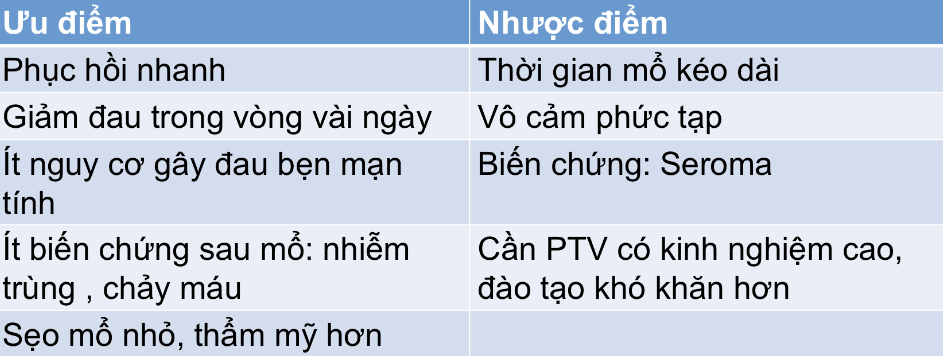 Ưu điểm
Nhược điểm
Phục hồi nhanh
Thời gian mổ kéo dài
Giảm đau trong vòng vài ngày
Vô cảm phức tạp
Ít nguy cơ gây đau bẹn mạn
tính
Biến chứng: Seroma
Ít biến chứng sau mổ: nhiễm
trùng , chảy máu
Cần PTV có kinh nghiệm cao,
đào tạo khó khăn hơn
Sẹo mổ nhỏ, thẩm mỹ hơn